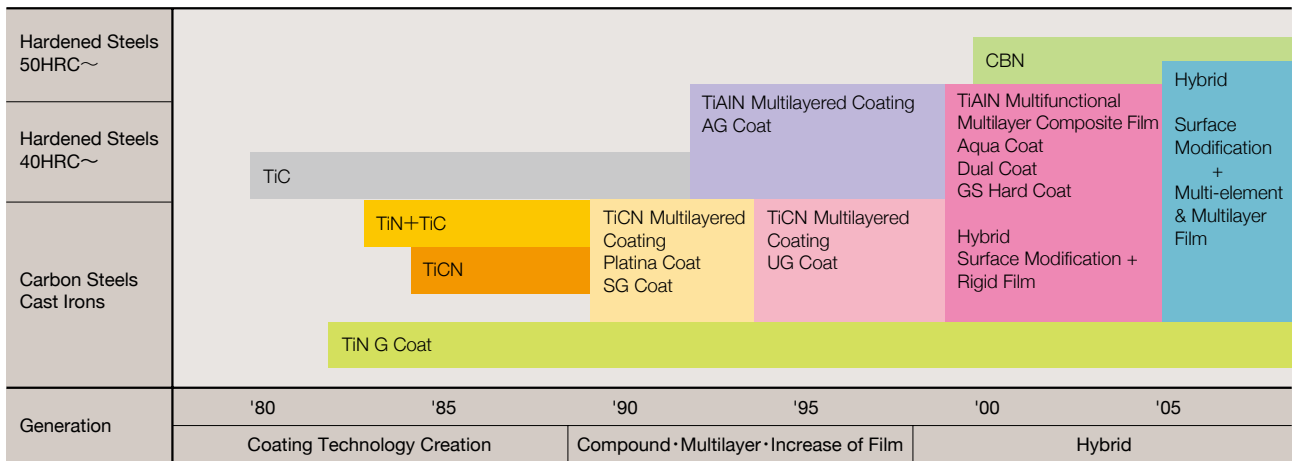 Hardened Steels
50HRC～
Hardened Steels
40HRC～
Carbon Steels
Cast Irons
CBN
Hybrid
Surface
Modification
+
Multi-element
& Multilayer
Film
TiAlN Multilayered Coating
AG Coat
TiAlN Multifunctional
Multilayer Composite Film
Aqua Coat
Dual Coat
GS Hard Coat
Hybrid
Surface Modification +
Rigid Film
TiC
TiN+TiC
TiCN
TiCN Multilayered
Coating
Platina Coat
SG Coat
TiCN Multilayered
Coating
UG Coat
TiN G Coat
Generation
'80 '85 '90 '95 '00 '05
Coating Technology Creation
Compound･Multilayer･Increase of Film
Hybrid